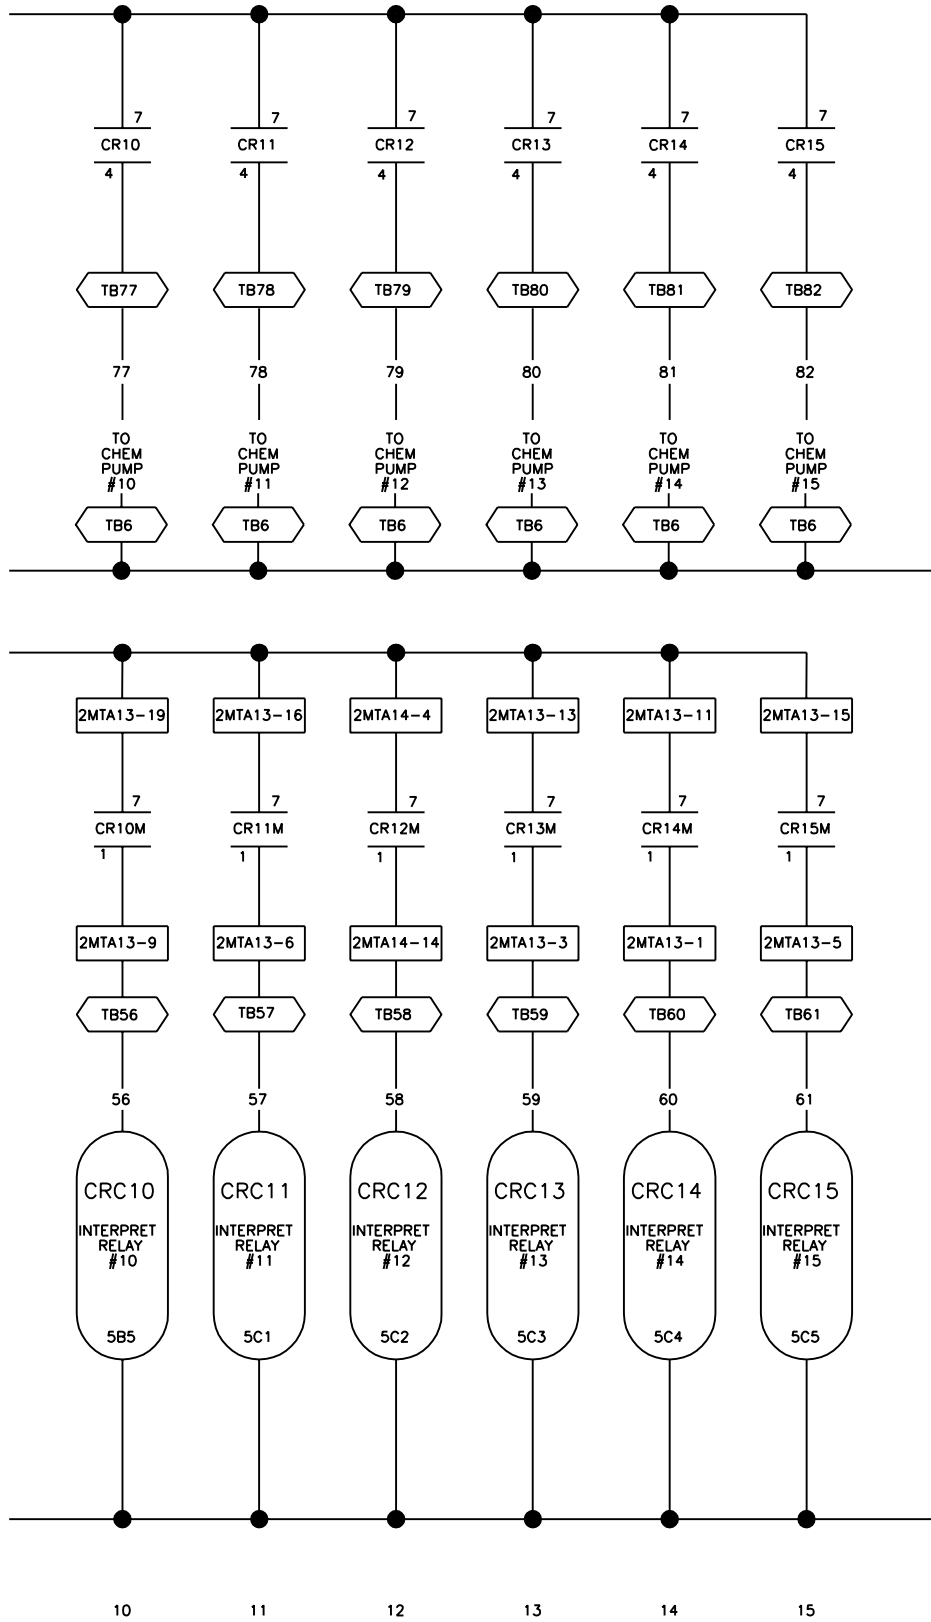 7 7 7 7 7 7
CR10 CR11 CR12 CR13 CR14 CR15
4 4 4 4 4 4
TB77 TB78 TB79 TB80 TB81 TB82
77 78 79 80 81 82
TO TO TO TO TO TO
CHEM CHEM CHEM CHEM CHEM CHEM
PUMP PUMP PUMP PUMP PUMP PUMP
#10 #11 #12 #13 #14 #15
TB6 TB6 TB6 TB6 TB6 TB6
2MTA13-19 2MTA13-16 2MTA14-4 2MTA13-13 2MTA13-11 2MTA13-15
7 7 7 7 7 7
CR10M CR11M CR12M CR13M CR14M CR15M
1 1 1 1 1 1
2MTA13-9 2MTA13-6 2MTA14-14 2MTA13-3 2MTA13-1 2MTA13-5
TB56 TB57 TB58 TB59 TB60 TB61
56 57 58 59 60 61
CRC10 CRC11 CRC12 CRC13 CRC14 CRC15
INTERPRET INTERPRET INTERPRET INTERPRET INTERPRET INTERPRET
RELAY RELAY RELAY RELAY RELAY RELAY
#10 #11 #12 #13 #14 #15
5B5 5C1 5C2 5C3 5C4 5C5
10 11 12 13 14 15